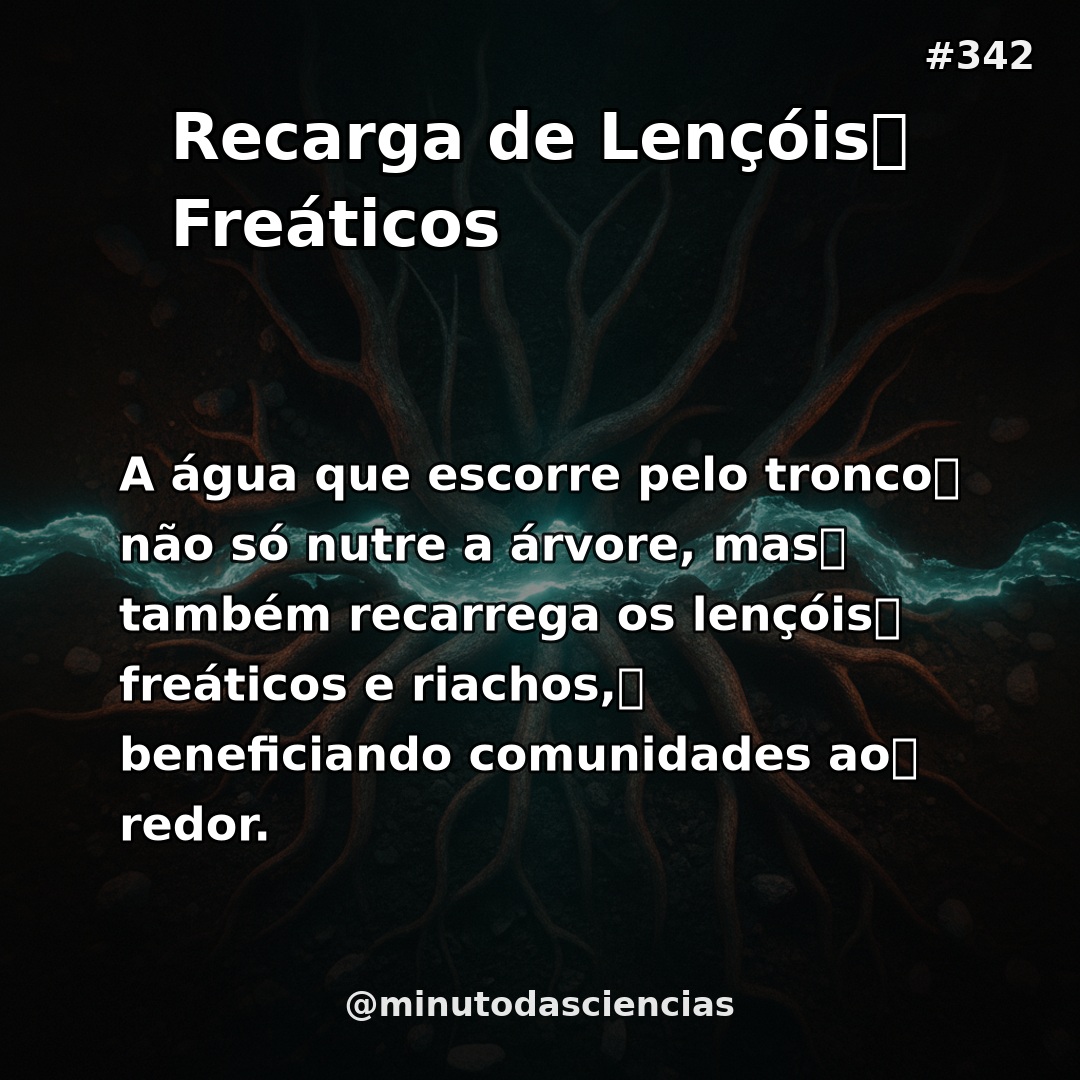 #342
Recarga de Lençóis
Freáticos
A água que escorre pelo tronco
não só nutre a árvore, mas
também recarrega os lençóis
freáticos e riachos,
beneficiando comunidades ao
redor.
@minutodasciencias